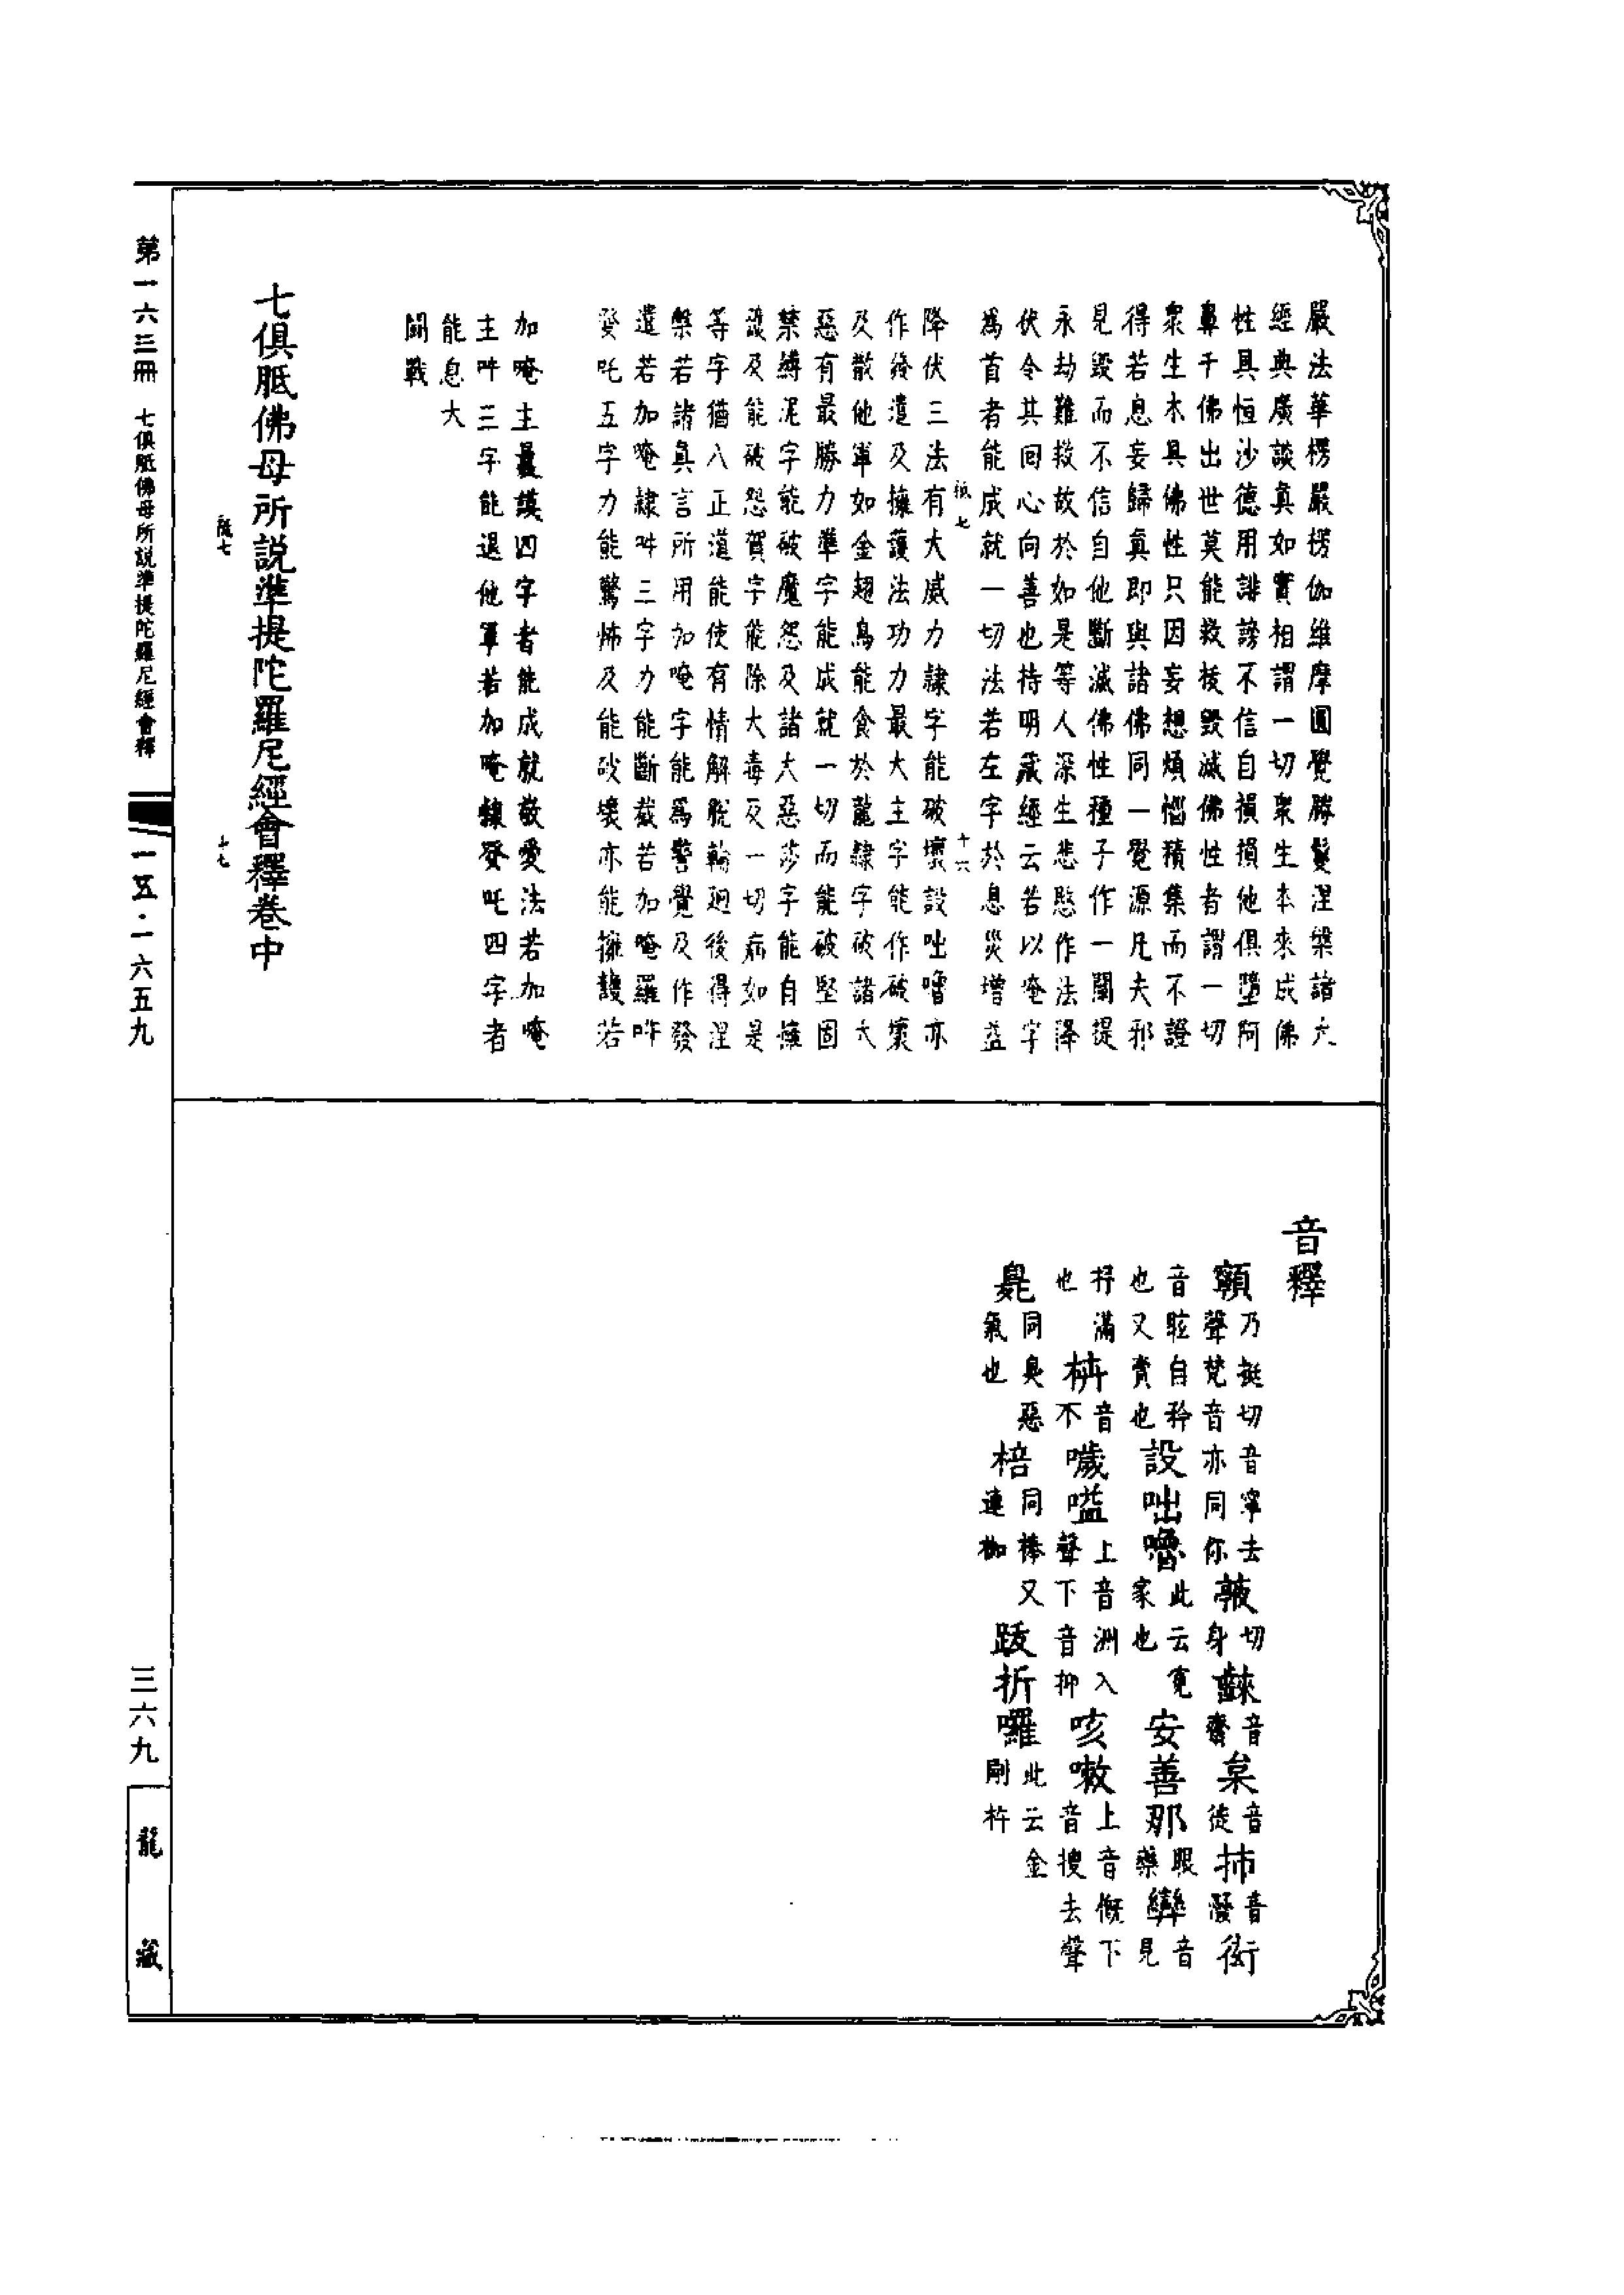 嚴法華楞嚴楞伽維摩圓覺勝鬘涅槃諸大
經典廣談真如實相謂一切衆生本來成佛
性具恒沙德用誹謗不信自損損他俱墮阿
鼻千佛出世莫能救拔毀滅佛性者謂一切
衆生本具佛性只因妄想煩惱積集而不證
得若息妄歸真即與諸佛同一覺源凡夫邪
見毀而不信自他斷滅佛性種子作一闡提
永劫難救故於如是等人深生悲愍作法降
伏令其回心向善也持明藏經云若以唵字
為首者能成就一切法若左字於息災增益
祇七
十六
降伏三法有大威力隸字能破壞設咄嚕亦
作發遣及擁護法功力最大主字能作破壞
及散他軍如金翅鳥能食於龍隸字破諸大
惡有最勝力準字能成就一切而能破堅固
禁縛泥字能破魔怨及諸大惡莎字能自擁
護及能破怨賀字能除大毒及一切病如是
等字猶八正道能使有情解脫輪迴後得涅
槃若諸真言所用加唵字能為警覺及作發
遣若加唵隸吽三字力能斷截若加唵羅吽
發吒五字力能驚怖及能破壞亦能擁護若
加唵主最護四字者能成就敬愛法若加唵
主吽三字能退他軍若加唵隸發吒四字者
能息大
鬪戰
七俱胝佛母所説準提陀羅尼經會釋卷中
祇七
十七
音釋
顊乃挺切音寧去聲梵音亦同你
切身
音齋
音徒
抪音潑
衒音眩自矜也又賣也
設咄嚕此云寃家也
安善那眼藥
音見
滿也
枿音不
噦嗌上音洲入聲下音抑
咳嗽上音慨下音搜去聲
同臭惡氣也
棓同棒又連枷
跋折囉此云金剛杵
第一六三冊 七俱胝佛母所説準提陀羅尼經會釋
一五·一六五九
三六九
龍藏